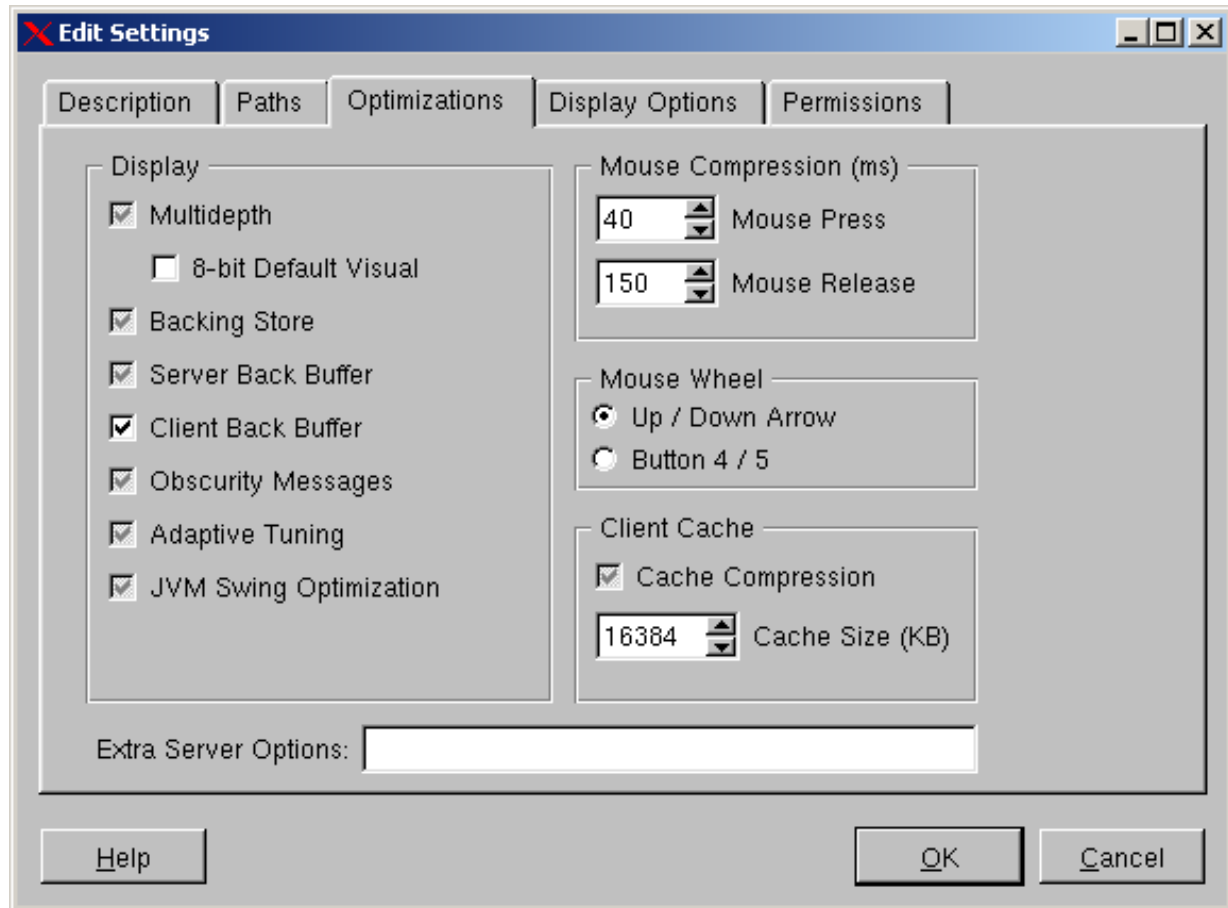 Edit Settings
Description
Paths
Optimizations
Display Options
Permissions
Display
Multidepth
8-bit Default Visual
Backing Store
Server Back Buffer
Client Back Buffer
Obscurity Messages
Adaptive Tuning
JVM Swing Optimization
Mouse Compression (ms)
40 Mouse Press
150 Mouse Release
Mouse Wheel
Up / Down Arrow
Button 4 / 5
Client Cache
Cache Compression
16384 Cache Size (KB)
Extra Server Options:
Help
OK
Cancel